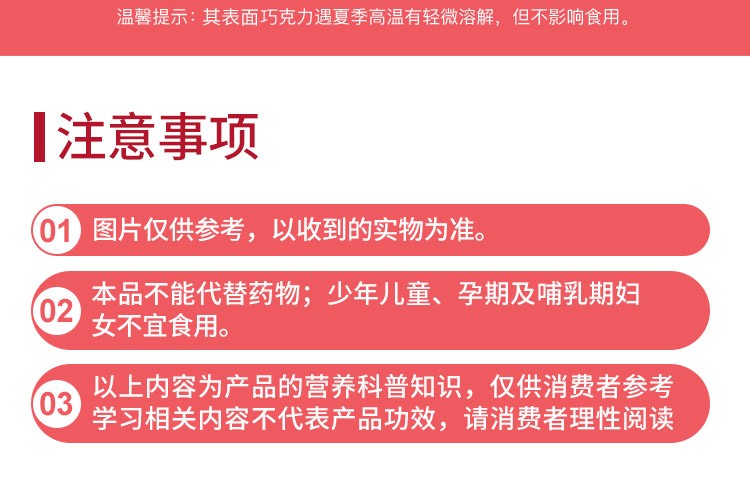 温馨提示：其表面巧克力遇夏季高温有轻微溶解，但不影响食用。
注意事项
01 图片仅供参考，以收到的实物为准。
02 本品不能代替药物；少年儿童、孕期及哺乳期妇
女不宜食用。
03 以上内容为产品的营养科普知识，仅供消费者参考
学习相关内容不代表产品功效，请消费者理性阅读